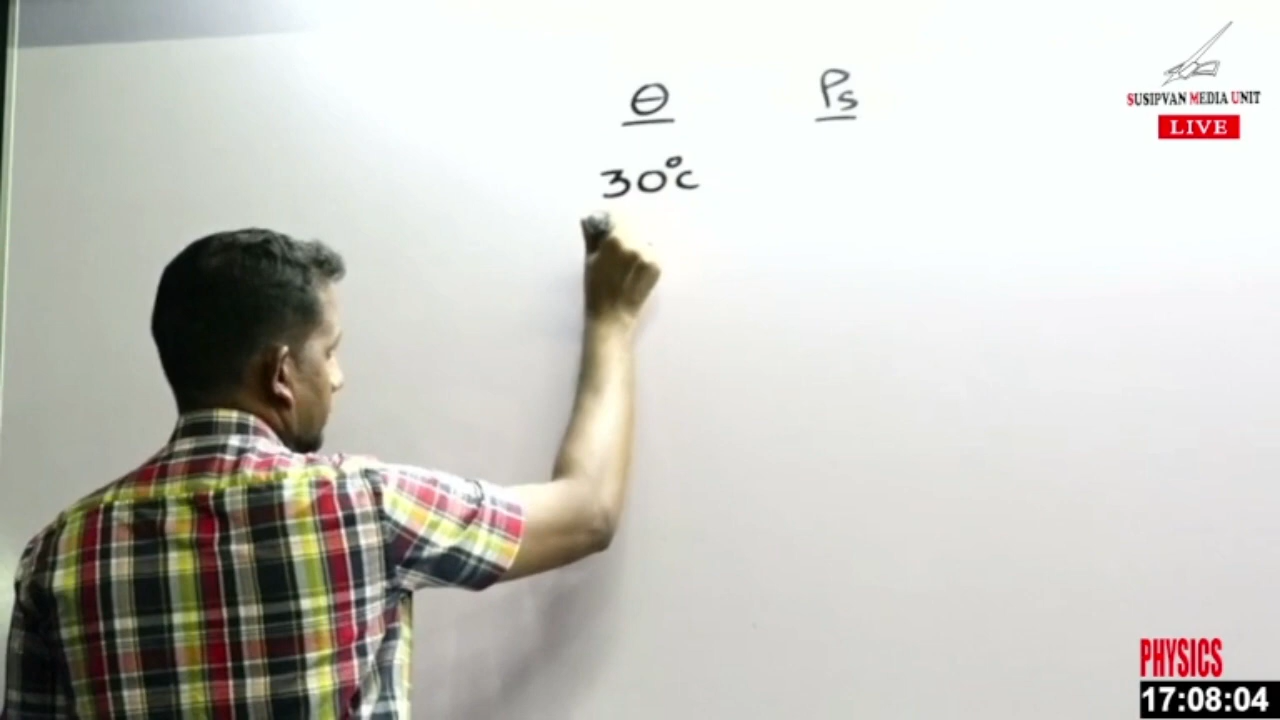 θ Ps
30°c
SUSIPVAN MEDIA UNIT
LIVE
PHYSICS
17:08:04